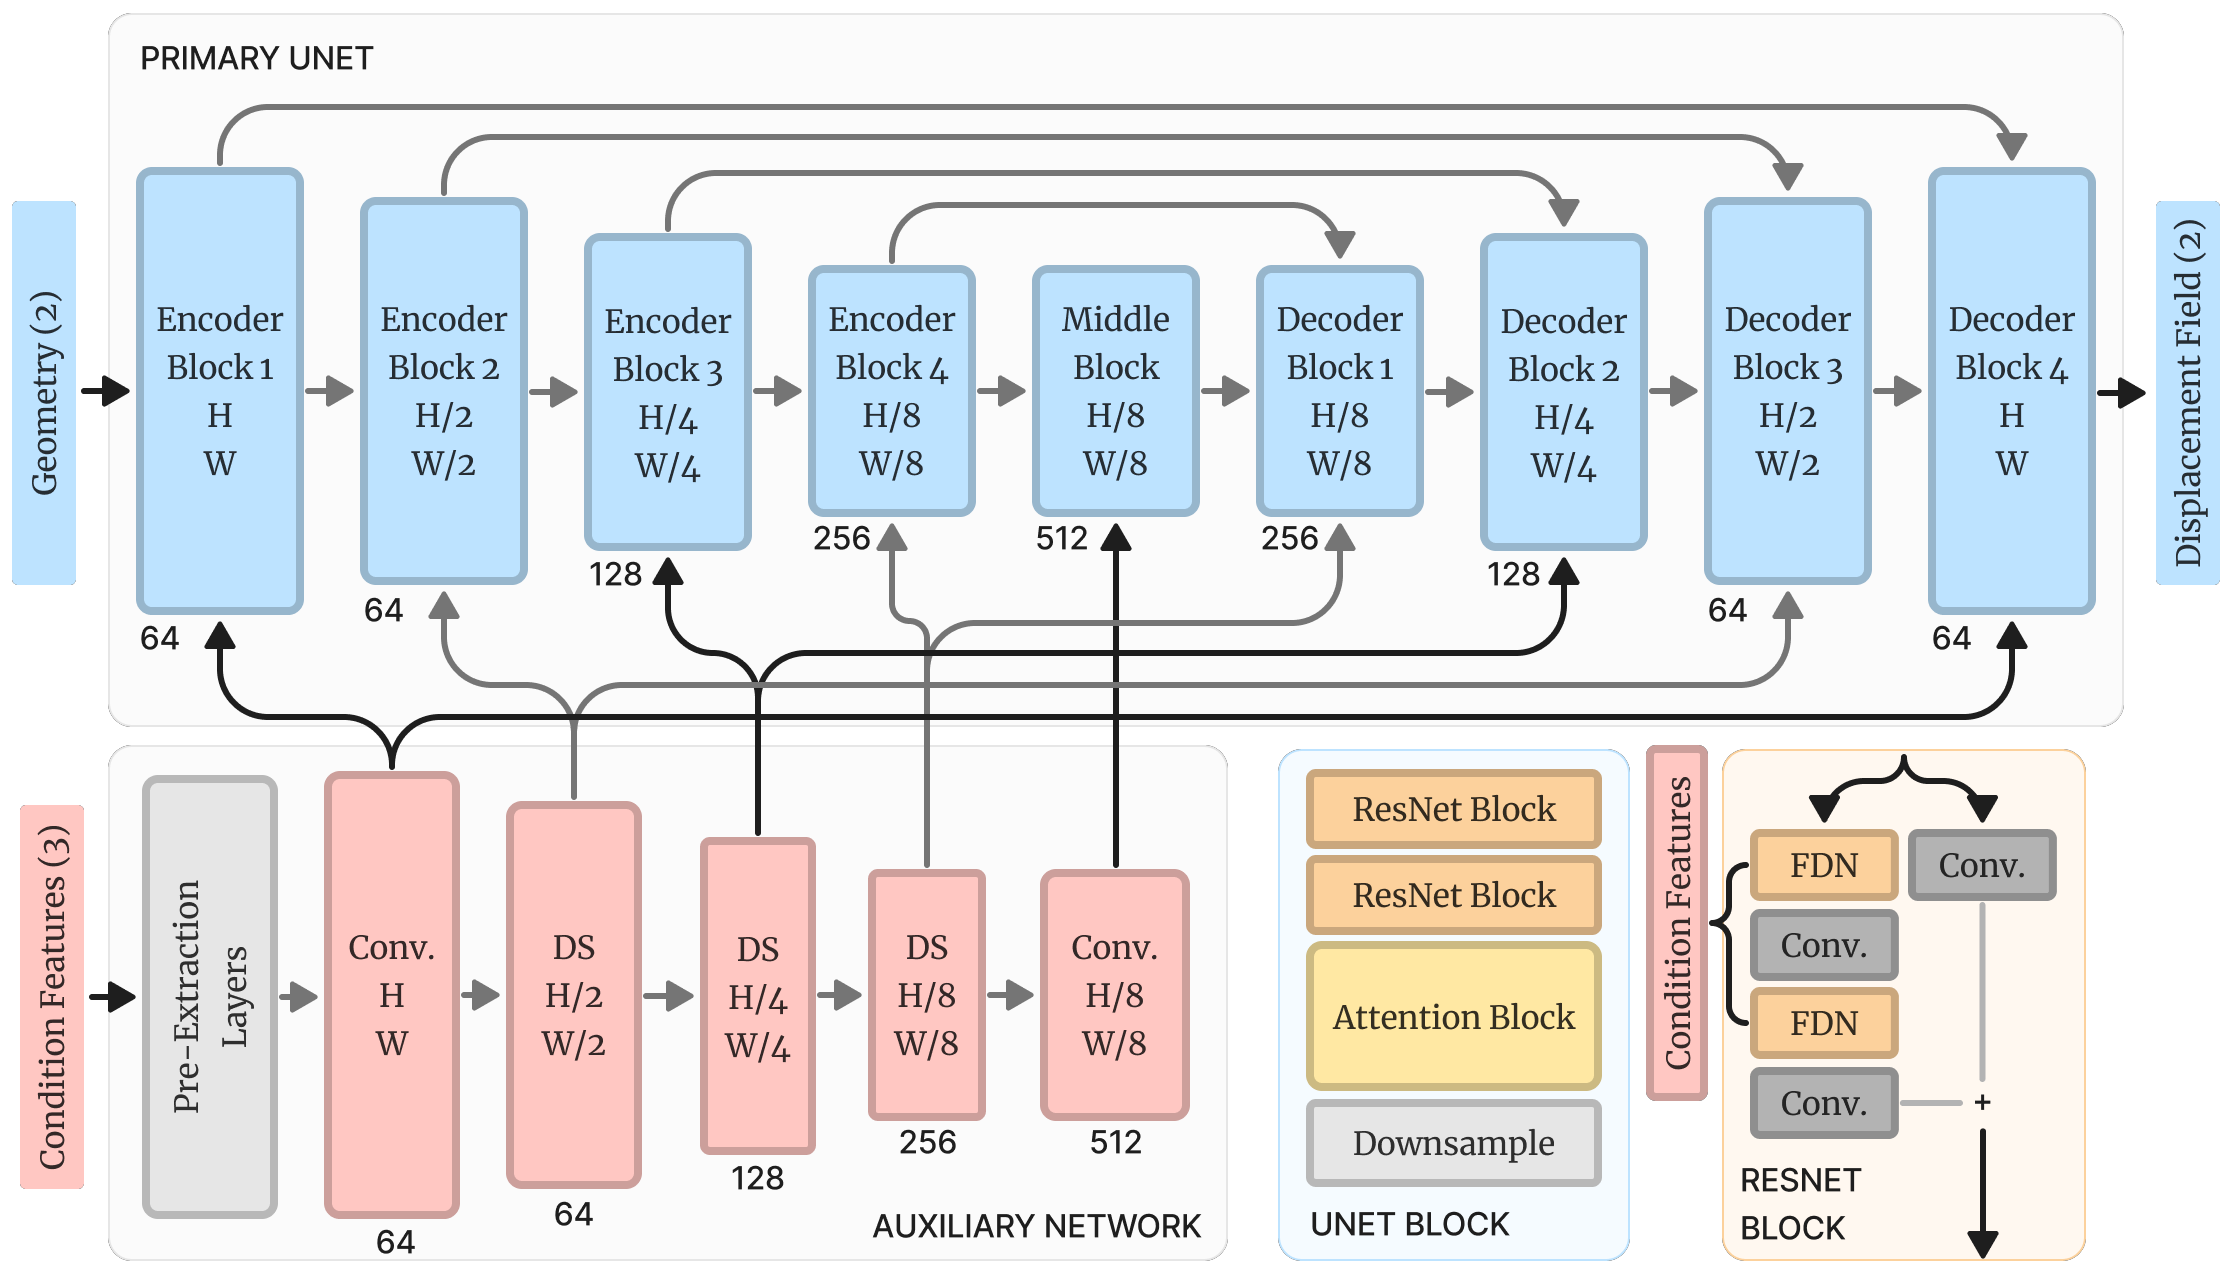 PRIMARY UNET
Geometry (2)
Encoder
Block 1
H
W
64
Encoder
Block 2
H/2
W/2
64
Encoder
Block 3
H/4
W/4
128
Encoder
Block 4
H/8
W/8
256
Middle
Block
H/8
W/8
512
Decoder
Block 1
H/8
W/8
256
Decoder
Block 2
H/4
W/4
128
Decoder
Block 3
H/2
W/2
64
Decoder
Block 4
H
W
64
Displacement Field (2)
Condition Features (3)
Pre-Extraction
Layers
Conv.
H
W
64
DS
H/2
W/2
64
DS
H/4
W/4
128
DS
H/8
W/8
256
Conv.
H/8
W/8
512
AUXILIARY NETWORK
ResNet Block
ResNet Block
Attention Block
Downsample
UNET BLOCK
Condition Features
FDN
Conv.
Conv.
FDN
Conv.
+
RESNET
BLOCK